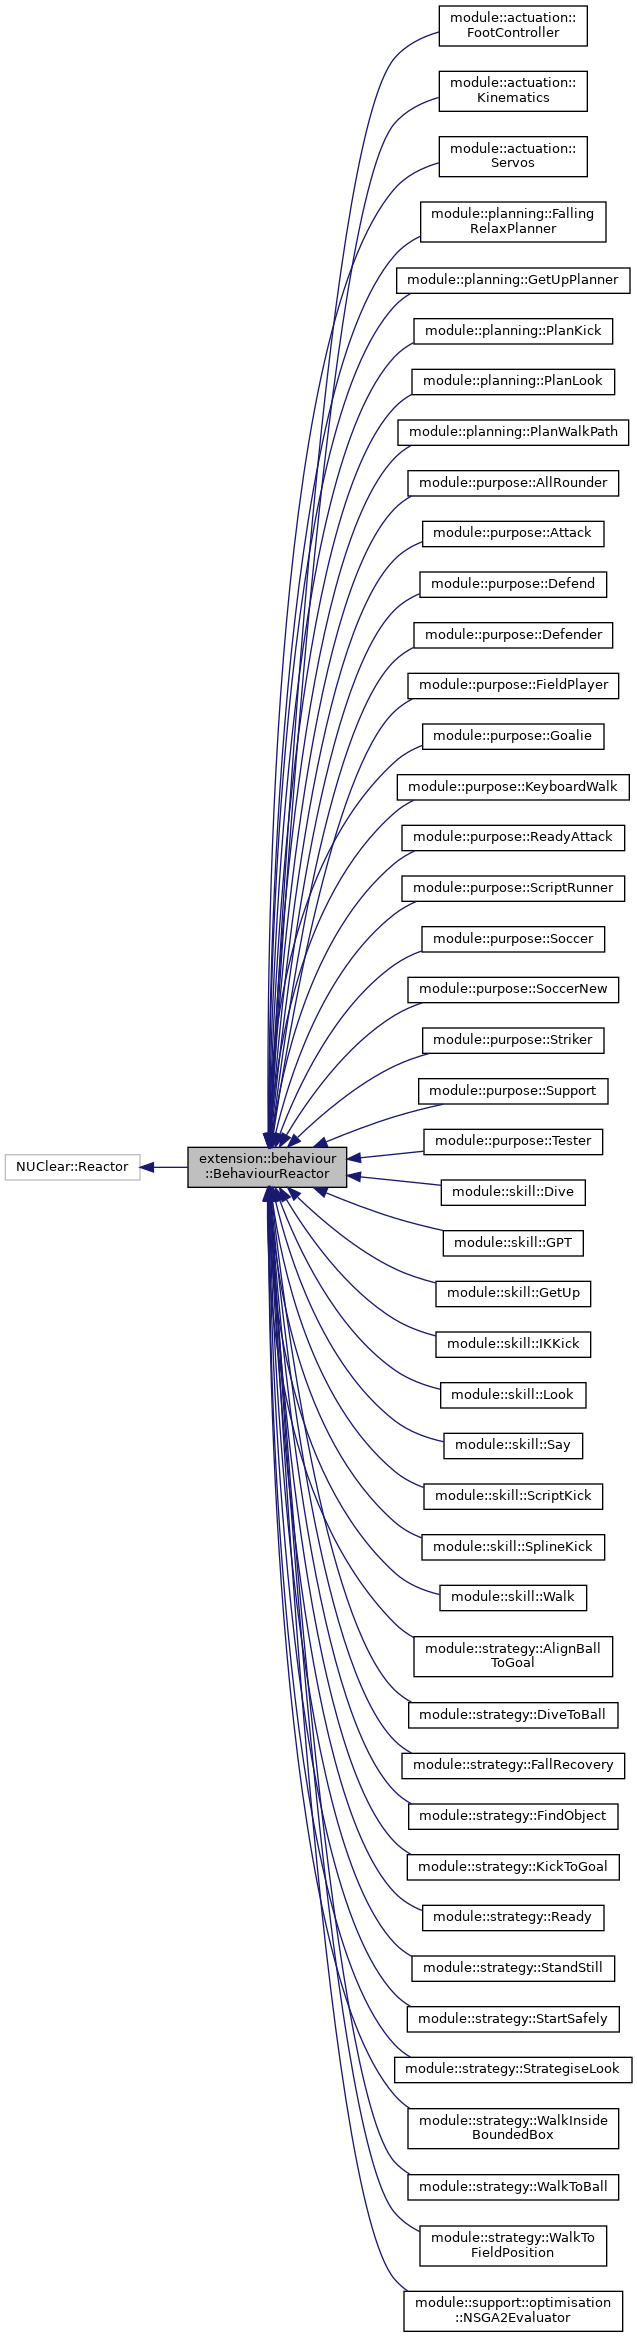 module::actuation::
FootController
module::actuation::
Kinematics
module::actuation::
Servos
module::planning::Falling
RelaxPlanner
module::planning::GetUpPlanner
module::planning::PlanKick
module::planning::PlanLook
module::planning::PlanWalkPath
module::purpose::AllRounder
module::purpose::Attack
module::purpose::Defend
module::purpose::Defender
module::purpose::FieldPlayer
module::purpose::Goalie
module::purpose::KeyboardWalk
module::purpose::ReadyAttack
module::purpose::ScriptRunner
module::purpose::Soccer
module::purpose::SoccerNew
module::purpose::Striker
module::purpose::Support
module::purpose::Tester
NUClear::Reactor
extension::behaviour
::BehaviourReactor
module::skill::Dive
module::skill::GPT
module::skill::GetUp
module::skill::IKKick
module::skill::Look
module::skill::Say
module::skill::ScriptKick
module::skill::SplineKick
module::skill::Walk
module::strategy::AlignBall
ToGoal
module::strategy::DiveToBall
module::strategy::FallRecovery
module::strategy::FindObject
module::strategy::KickToGoal
module::strategy::Ready
module::strategy::StandStill
module::strategy::StartSafely
module::strategy::StrategiseLook
module::strategy::WalkInside
BoundedBox
module::strategy::WalkToBall
module::strategy::WalkTo
FieldPosition
module::support::optimisation
::NSGA2Evaluator